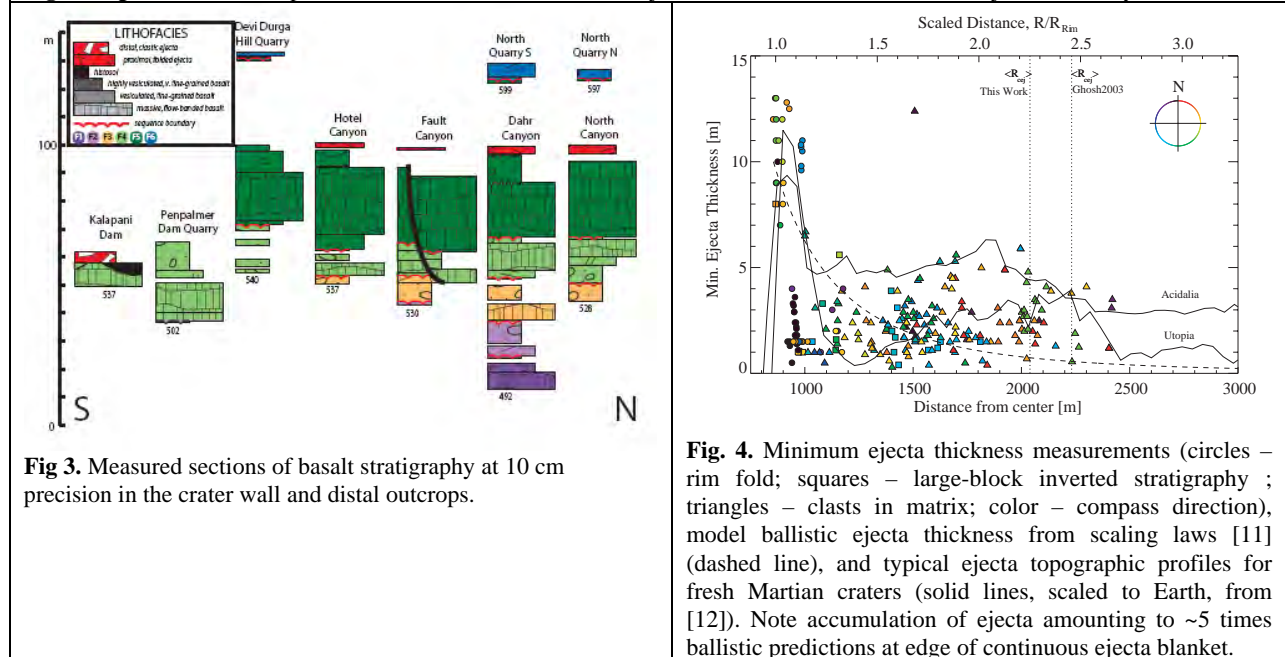 m
LITHOFACIES
distal, clastic ejecta
proximal, folded ejecta
histosol
highly vesiculated, v. fine-grained basalt
vesiculated, fine-grained basalt
massive, flow-banded basalt
sequence boundary
F1 F2 F3 F4 F5 F6
100
0
S
N
Kalapani
Dam
537
Penpalmer
Dam Quarry
502
Devi Durga
Hill Quarry
540
Hotel
Canyon
537
Fault
Canyon
530
North
Quarry S
599
Dahr
Canyon
492
North
Quarry N
597
North
Canyon
528
Fig 3. Measured sections of basalt stratigraphy at 10 cm
precision in the crater wall and distal outcrops.
Scaled Distance, R/R_Rim
1.0 1.5 2.0 2.5 3.0
15
10
5
0
Min. Ejecta Thickness [m]
<R_cej>
This Work
<R_cej>
Ghosh2003
N
Acidalia
Utopia
1000 1500 2000 2500 3000
Distance from center [m]
Fig. 4. Minimum ejecta thickness measurements (circles –
rim fold; squares – large-block inverted stratigraphy ;
triangles – clasts in matrix; color – compass direction),
model ballistic ejecta thickness from scaling laws [11]
(dashed line), and typical ejecta topographic profiles for
fresh Martian craters (solid lines, scaled to Earth, from
[12]). Note accumulation of ejecta amounting to ~5 times
ballistic predictions at edge of continuous ejecta blanket.